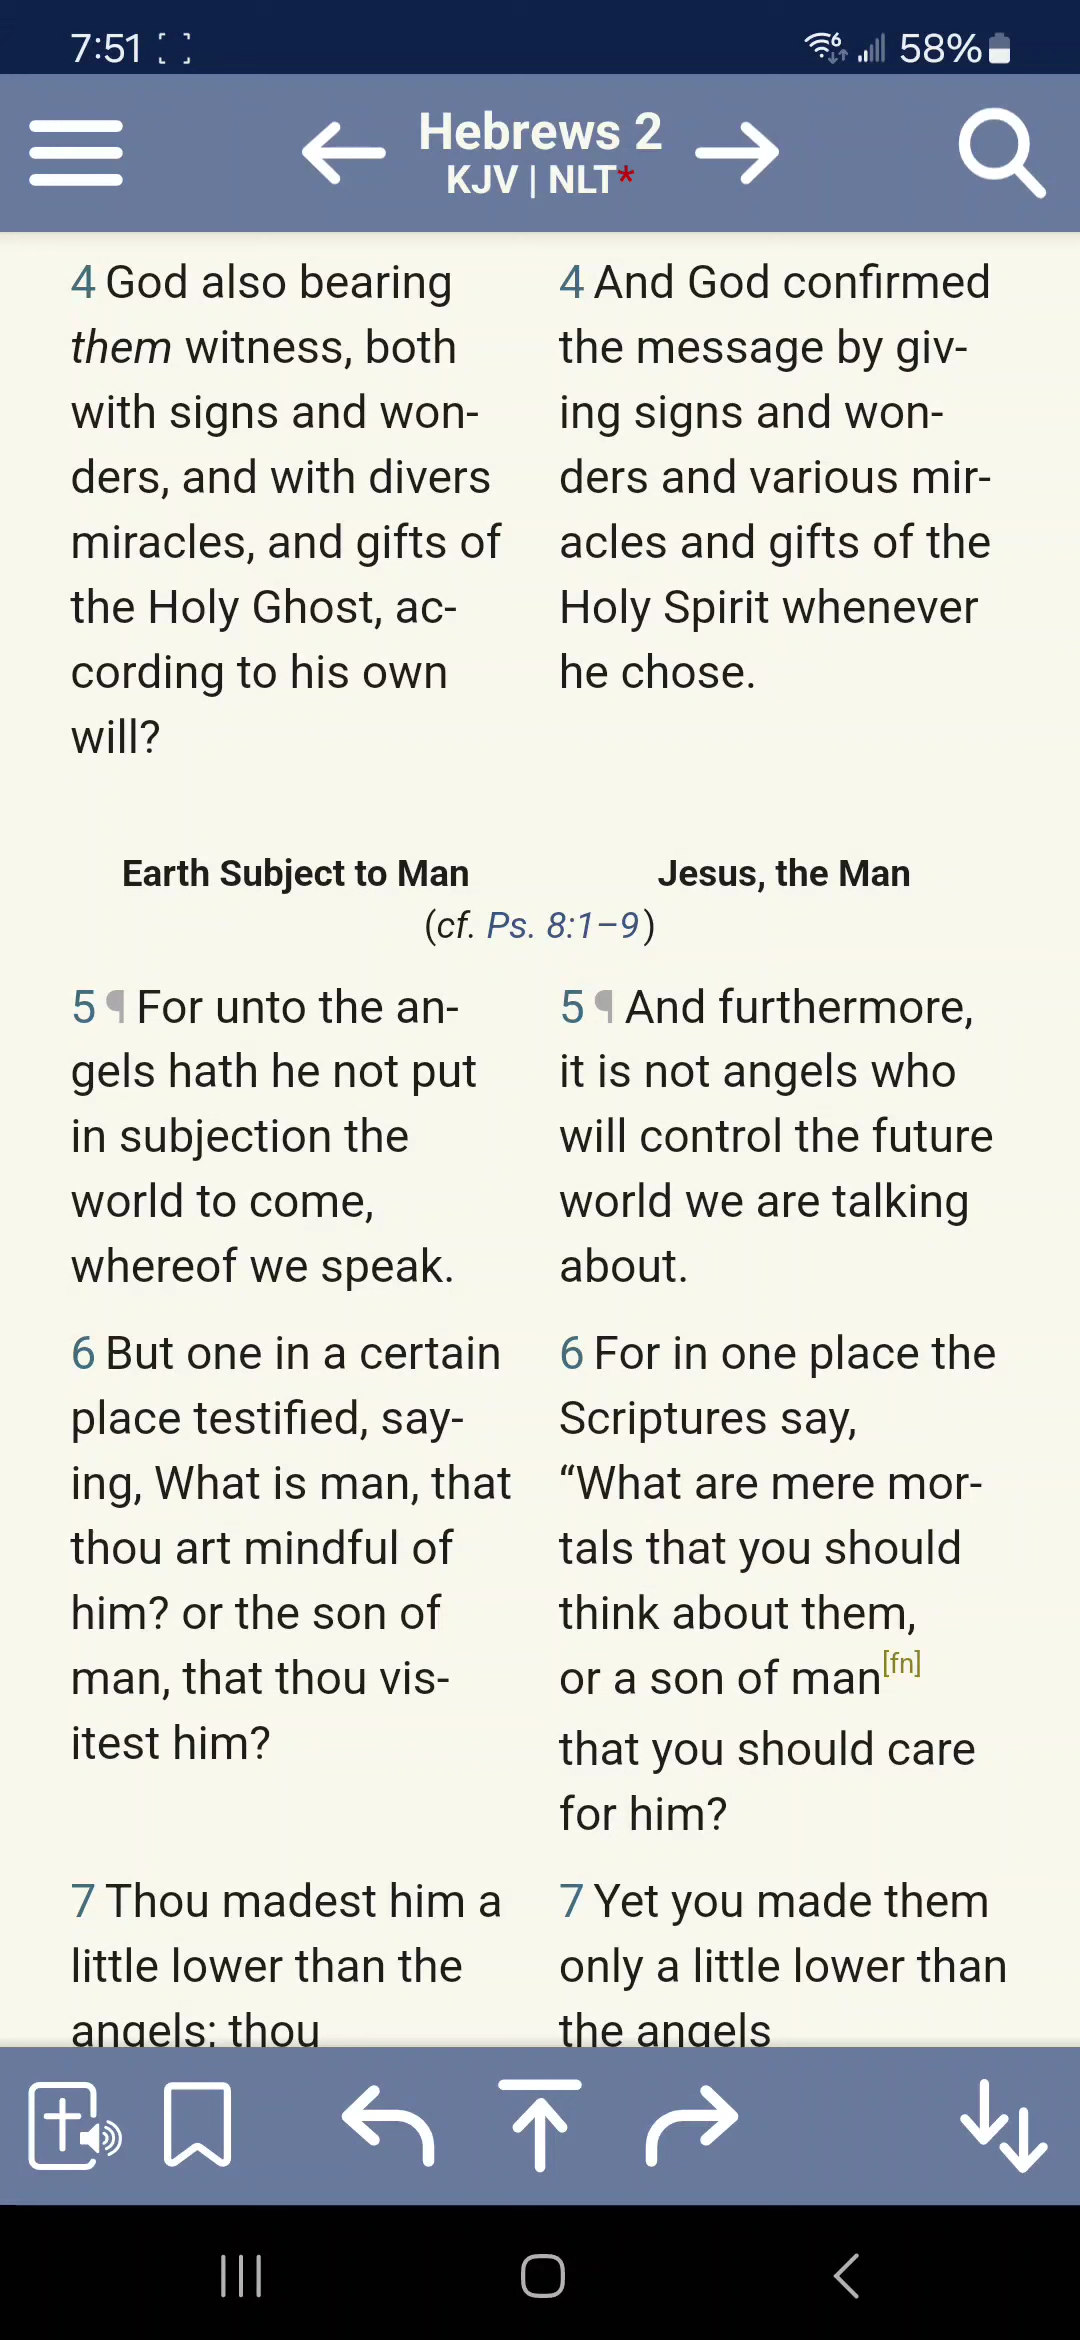 7:51
6
58%
Hebrews 2
KJV | NLT*
4 God also bearing
them witness, both
with signs and won-
ders, and with divers
miracles, and gifts of
the Holy Ghost, ac-
cording to his own
will?
4 And God confirmed
the message by giv-
ing signs and won-
ders and various mir-
acles and gifts of the
Holy Spirit whenever
he chose.
Earth Subject to Man
Jesus, the Man
(cf. Ps. 8:1–9)
5 ¶ For unto the an-
gels hath he not put
in subjection the
world to come,
whereof we speak.
5 ¶ And furthermore,
it is not angels who
will control the future
world we are talking
about.
6 But one in a certain
place testified, say-
ing, What is man, that
thou art mindful of
him? or the son of
man, that thou vis-
itest him?
6 For in one place the
Scriptures say,
“What are mere mor-
tals that you should
think about them,
or a son of man[fn]
that you should care
for him?
7 Thou madest him a
little lower than the
angels; thou
7 Yet you made them
only a little lower than
the angels